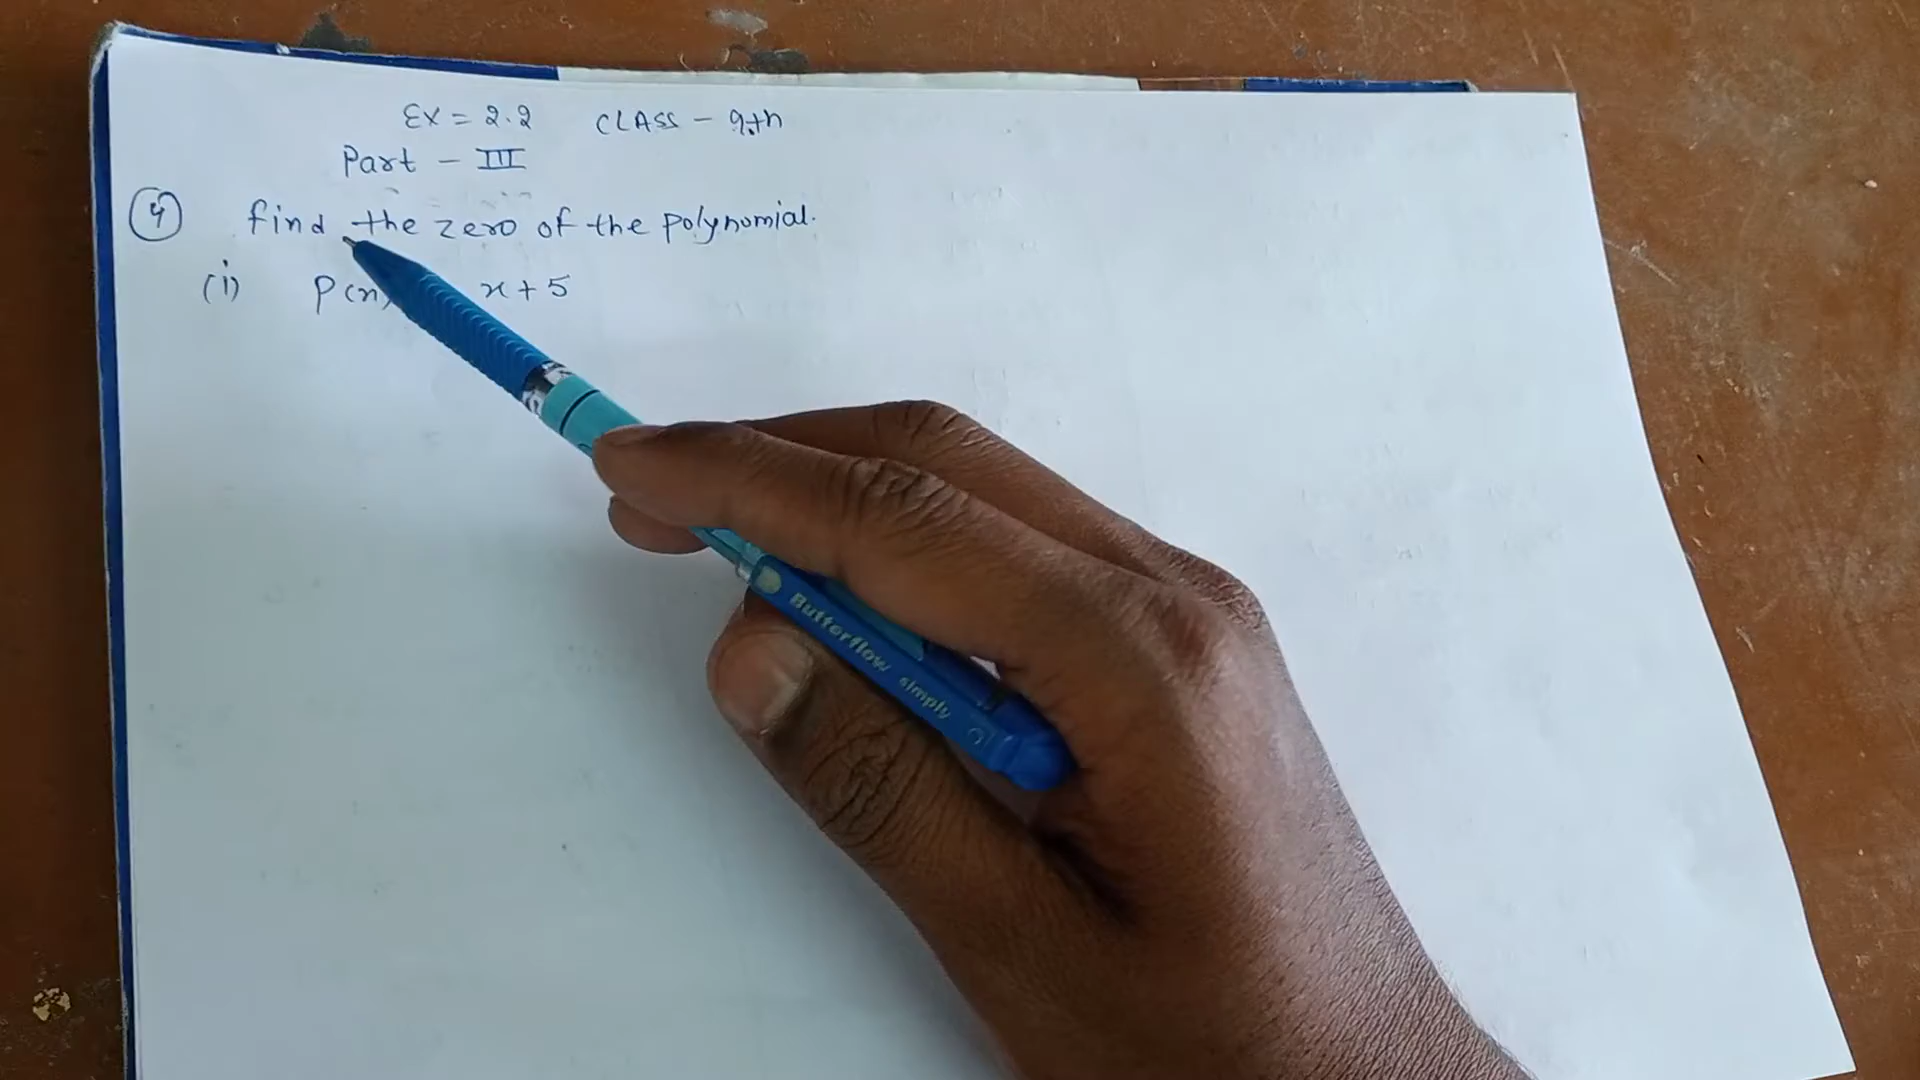 Ex = 2.2 CLASS - 9th
Part - III
(4) find the zero of the polynomial.
(i) P(x) x + 5
Butterflow simply